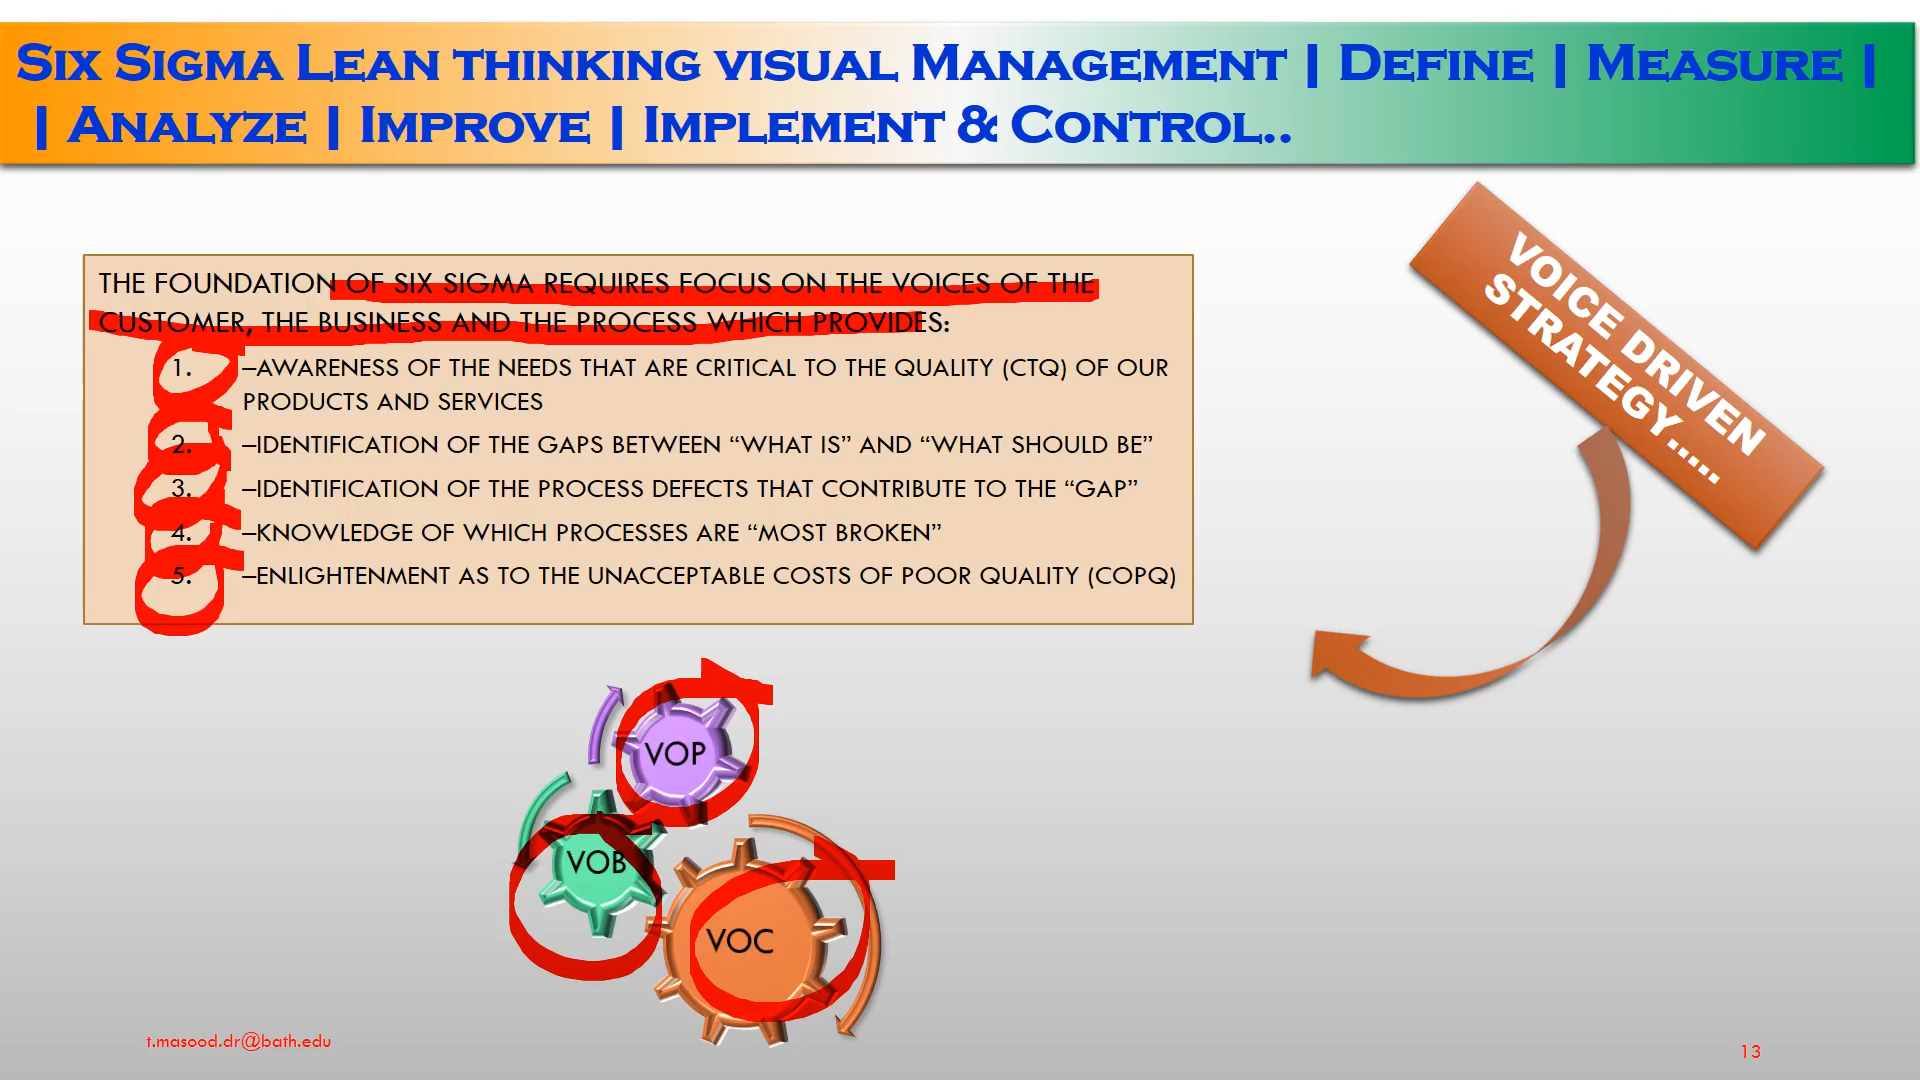 Six Sigma Lean thinking visual Management | Define | Measure |
| Analyze | Improve | Implement & Control..
VOICE DRIVEN
STRATEGY.....
THE FOUNDATION OF SIX SIGMA REQUIRES FOCUS ON THE VOICES OF THE
CUSTOMER, THE BUSINESS AND THE PROCESS WHICH PROVIDES:
1. –AWARENESS OF THE NEEDS THAT ARE CRITICAL TO THE QUALITY (CTQ) OF OUR
PRODUCTS AND SERVICES
2. –IDENTIFICATION OF THE GAPS BETWEEN “WHAT IS” AND “WHAT SHOULD BE”
3. –IDENTIFICATION OF THE PROCESS DEFECTS THAT CONTRIBUTE TO THE “GAP”
4. –KNOWLEDGE OF WHICH PROCESSES ARE “MOST BROKEN”
5. –ENLIGHTENMENT AS TO THE UNACCEPTABLE COSTS OF POOR QUALITY (COPQ)
VOP
VOB
VOC
t.masood.dr@bath.edu
13